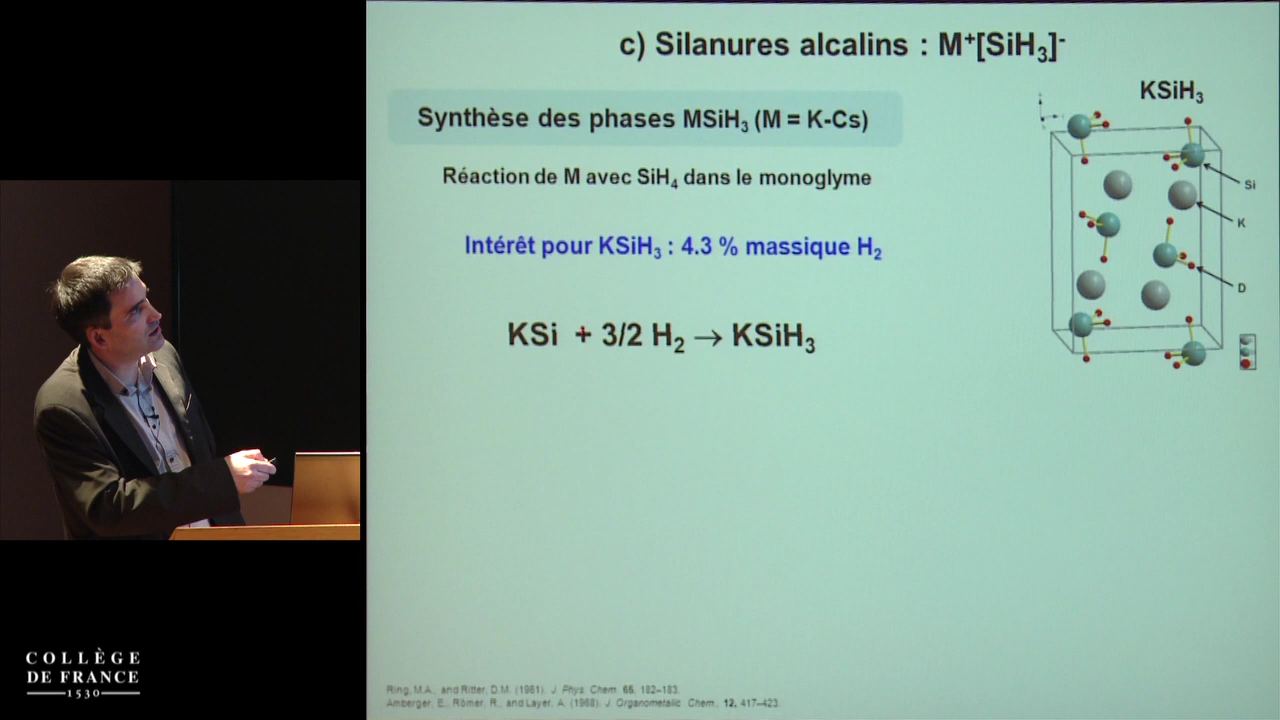 c) Silanures alcalins : M⁺[SiH₃]⁻
KSiH₃
Synthèse des phases MSiH₃ (M = K-Cs)
Réaction de M avec SiH₄ dans le monoglyme
Si
K
Intérêt pour KSiH₃ : 4.3 % massique H₂
D
KSi + 3/2 H₂ → KSiH₃
COLLÈGE
DE FRANCE
1530
Ring, M.A., and Ritter, D.M. (1961). J. Phys. Chem. 65, 182–183.
Amberger, E., Römer, R., and Layer, A. (1968). J. Organometallic Chem., 12, 417–423.